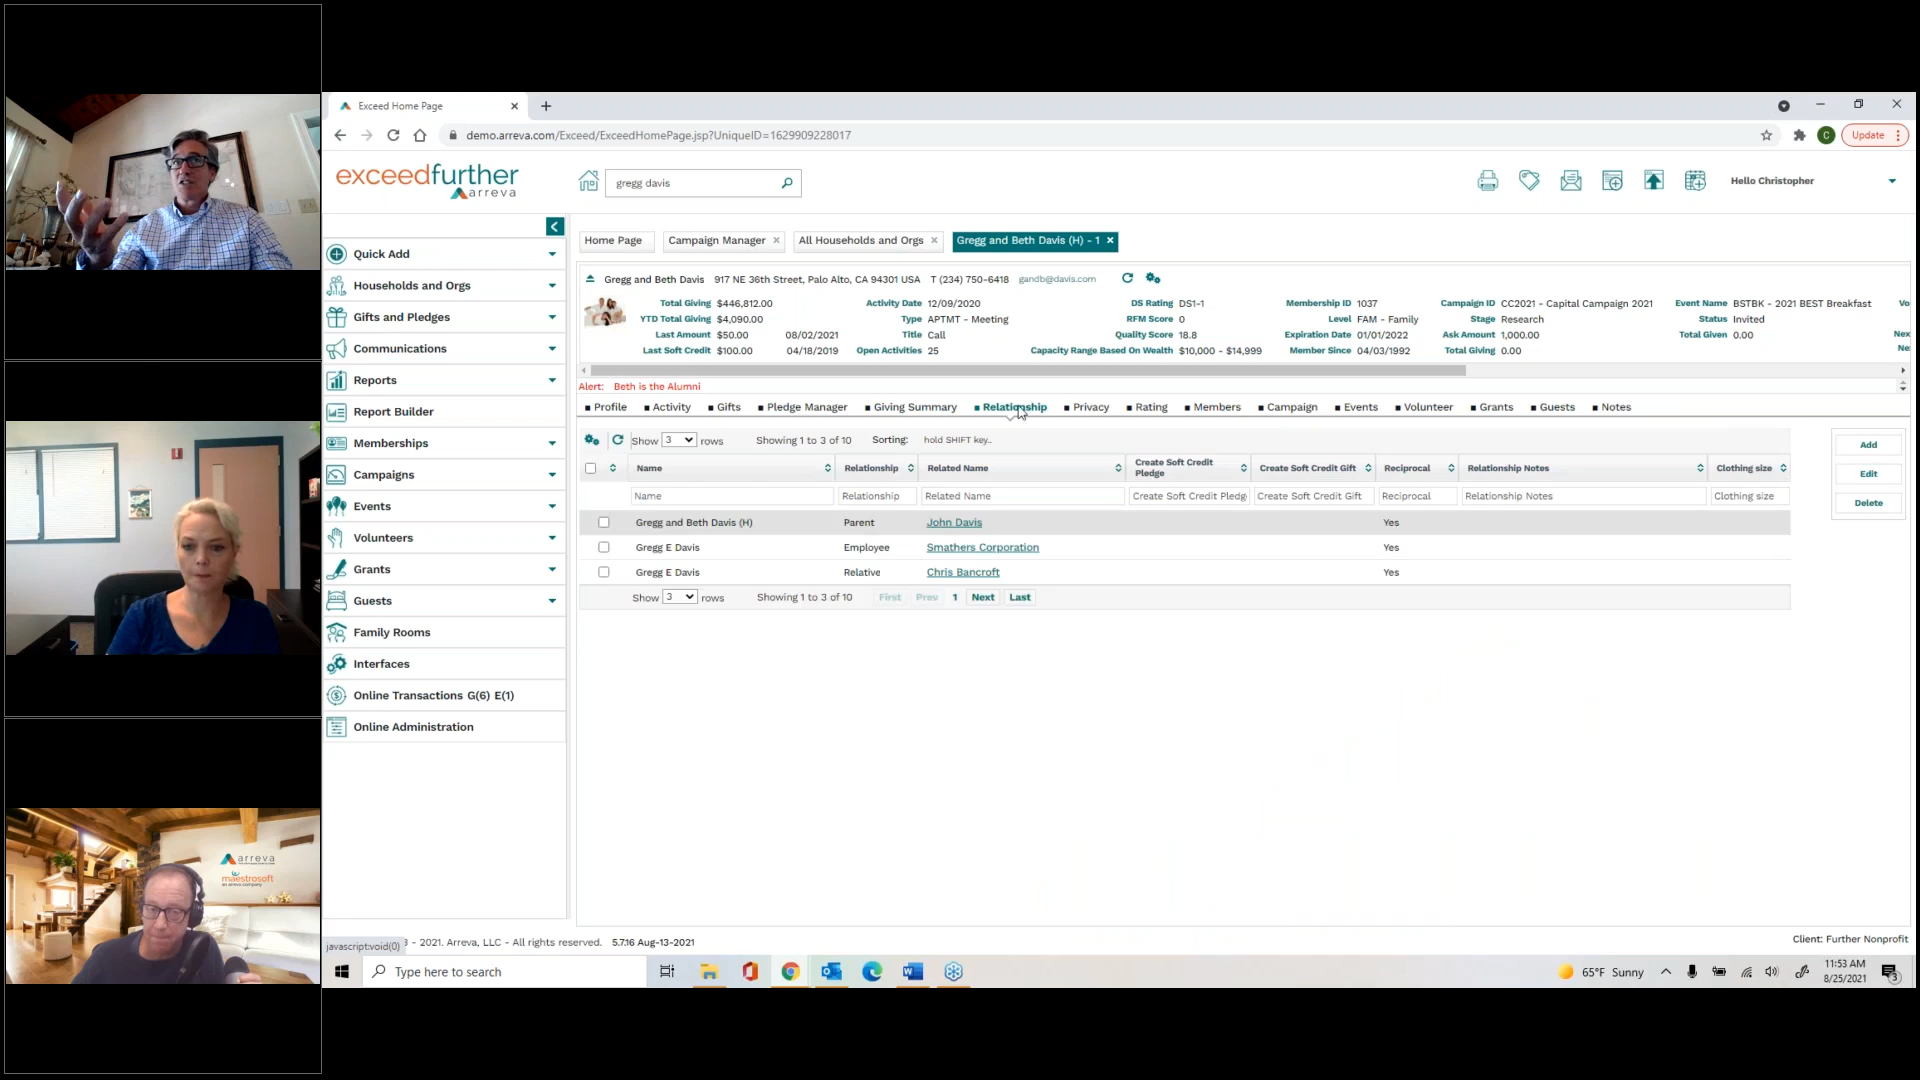 Exceed Home Page
demo.arreva.com/Exceed/ExceedHomePage.jsp?UniqueID=1629909228017
C
Update
exceedfurther
arreva
gregg davis
Hello Christopher
Home Page
Campaign Manager
All Households and Orgs
Gregg and Beth Davis (H) - 1
Quick Add
Households and Orgs
Gifts and Pledges
Communications
Reports
Report Builder
Memberships
Campaigns
Events
Volunteers
Grants
Guests
Family Rooms
Interfaces
Online Transactions G(6) E(1)
Online Administration
Gregg and Beth Davis 917 NE 36th Street, Palo Alto, CA 94301 USA T (234) 750-6418 gandb@davis.com
Total Giving $446,812.00 Activity Date 12/09/2020 DS Rating DS1-1 Membership ID 1037 Campaign ID CC2021 - Capital Campaign 2021 Event Name BSTBK - 2021 BEST Breakfast Vo
YTD Total Giving $4,090.00 Type APTMT - Meeting RFM Score 0 Level FAM - Family Stage Research Status Invited
Last Amount $50.00 08/02/2021 Title Call Quality Score 18.8 Expiration Date 01/01/2022 Ask Amount 1,000.00 Total Given 0.00 Nex
Last Soft Credit $100.00 04/18/2019 Open Activities 25 Capacity Range Based On Wealth $10,000 - $14,999 Member Since 04/03/1992 Total Giving 0.00 Ne
Alert: Beth is the Alumni
Profile Activity Gifts Pledge Manager Giving Summary Relationship Privacy Rating Members Campaign Events Volunteer Grants Guests Notes
Show 3 rows Showing 1 to 3 of 10 Sorting: hold SHIFT key..
Name Relationship Related Name Create Soft Credit Pledge Create Soft Credit Gift Reciprocal Relationship Notes Clothing size
Name Relationship Related Name Create Soft Credit Pledg Create Soft Credit Gift Reciprocal Relationship Notes Clothing size
Gregg and Beth Davis (H) Parent John Davis Yes
Gregg E Davis Employee Smathers Corporation Yes
Gregg E Davis Relative Chris Bancroft Yes
Show 3 rows Showing 1 to 3 of 10 First Prev 1 Next Last
Add
Edit
Delete
arreva
maestrosoft
an arreva company
javascript:void(0)
- 2021. Arreva, LLC - All rights reserved. 5.7.16 Aug-13-2021
Client: Further Nonprofit
Type here to search
65°F Sunny
11:53 AM
8/25/2021
3